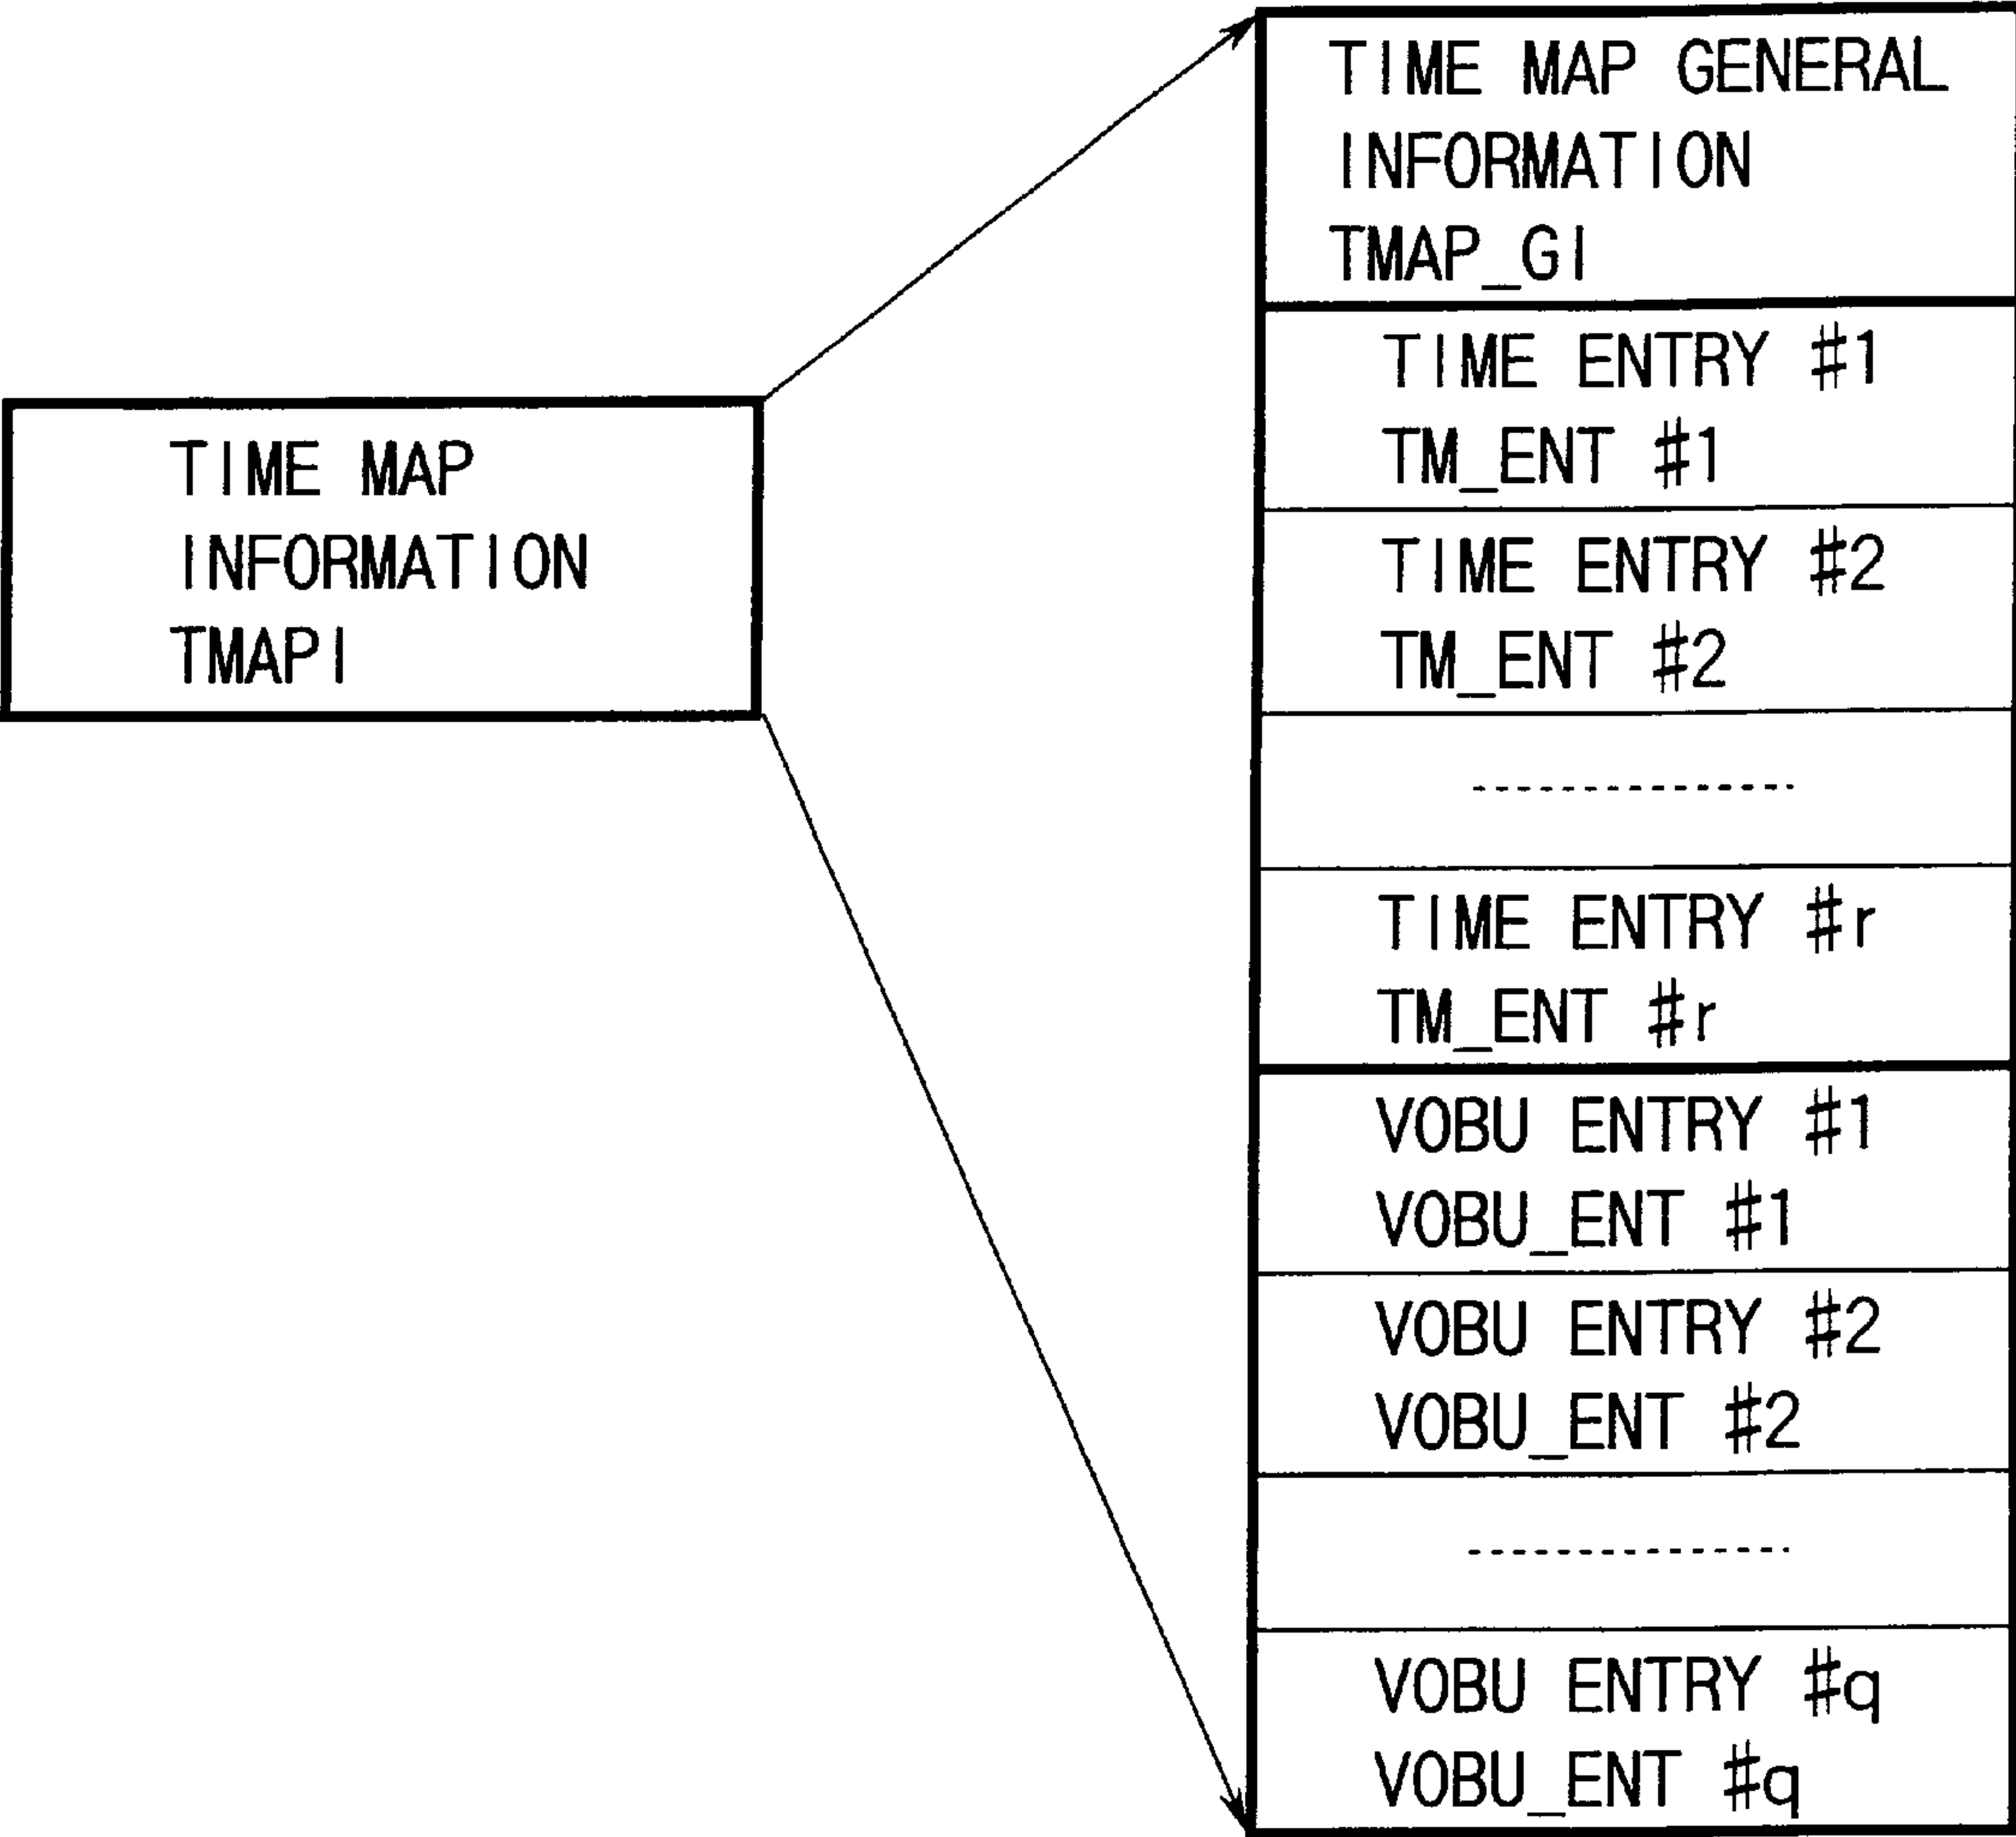 TIME MAP
INFORMATION
TMAPI
TIME MAP GENERAL
INFORMATION
TMAP_GI
TIME ENTRY #1
TM_ENT #1
TIME ENTRY #2
TM_ENT #2
TIME ENTRY #r
TM_ENT #r
VOBU ENTRY #1
VOBU_ENT #1
VOBU ENTRY #2
VOBU_ENT #2
VOBU ENTRY #q
VOBU_ENT #q